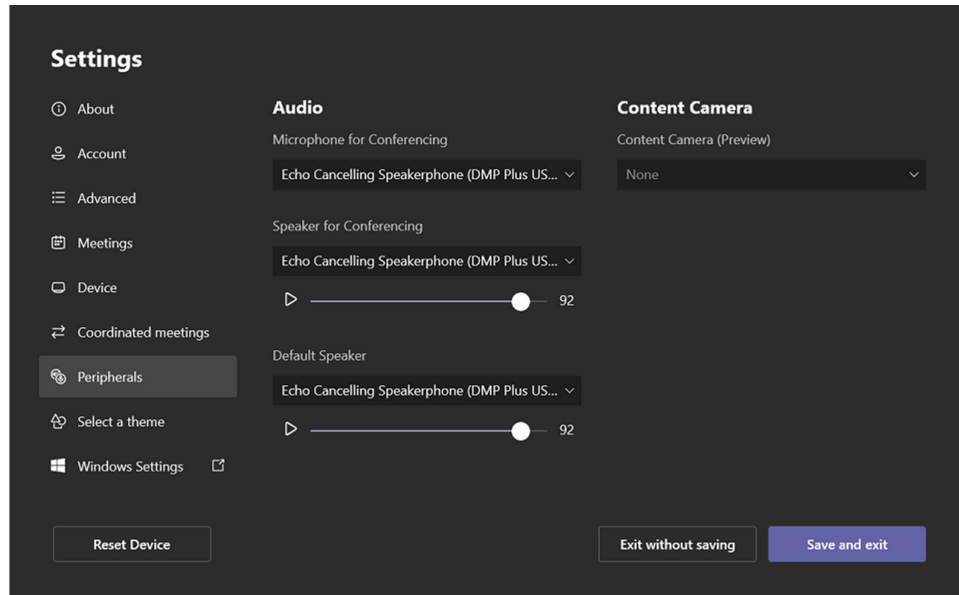 Settings
About
Account
Advanced
Meetings
Device
Coordinated meetings
Peripherals
Select a theme
Windows Settings
Audio
Microphone for Conferencing
Echo Cancelling Speakerphone (DMP Plus US...
Speaker for Conferencing
Echo Cancelling Speakerphone (DMP Plus US...
92
Default Speaker
Echo Cancelling Speakerphone (DMP Plus US...
92
Content Camera
Content Camera (Preview)
None
Reset Device
Exit without saving
Save and exit